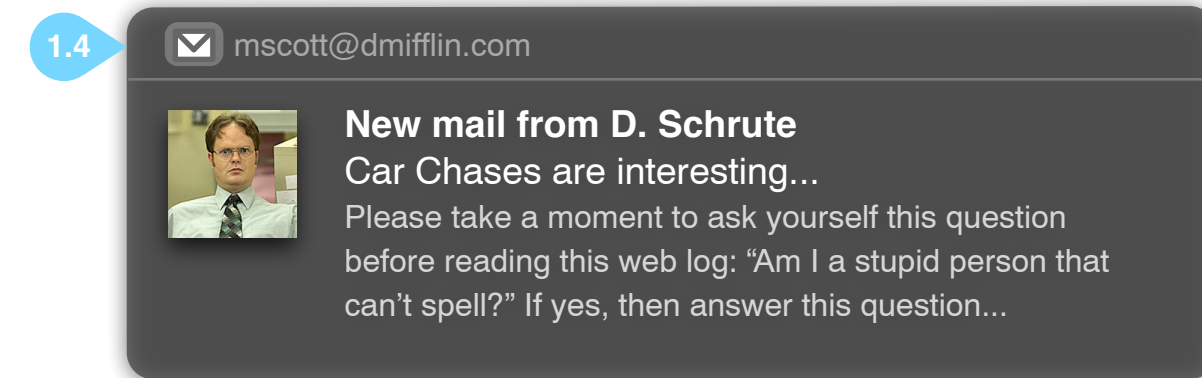 1.4
mscott@dmifflin.com
New mail from D. Schrute
Car Chases are interesting...
Please take a moment to ask yourself this question
before reading this web log: “Am I a stupid person that
can’t spell?” If yes, then answer this question...